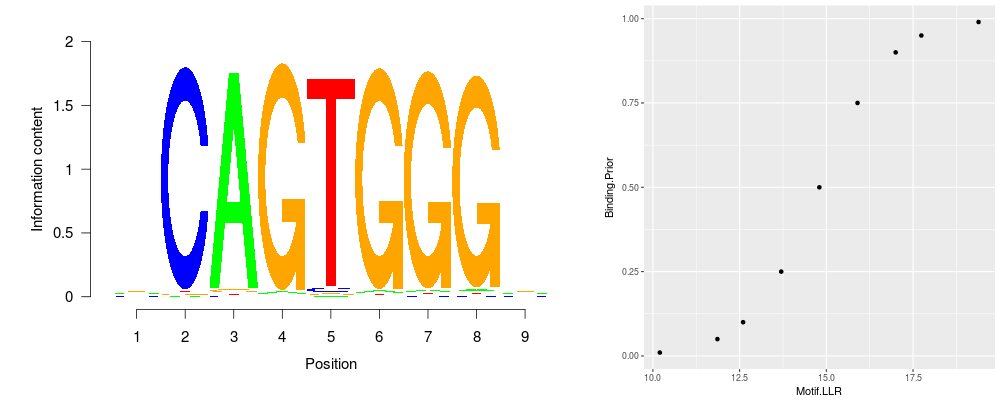 2
1.5
1
0.5
0
Information content
CAGTGGG
1 2 3 4 5 6 7 8 9
Position
1.00
0.75
0.50
0.25
0.00
Binding.Prior
10.0 12.5 15.0 17.5
Motif.LLR